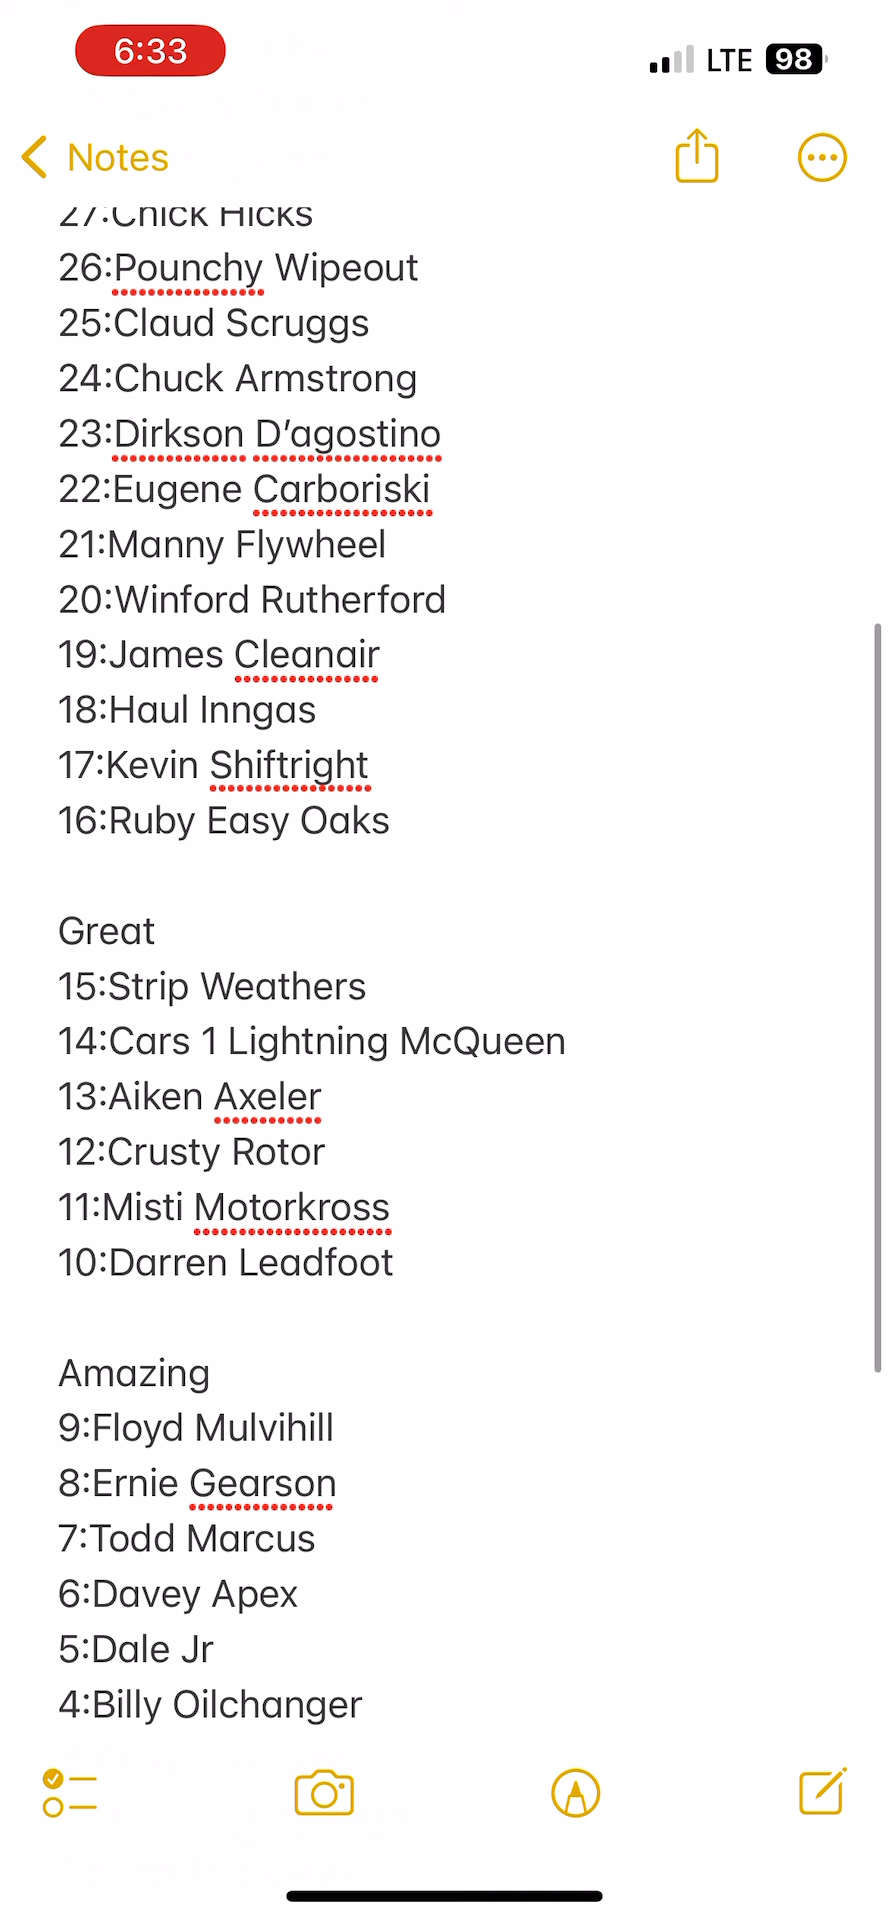 6:33
LTE 98
Notes
27:Chick Hicks
26:Pounchy Wipeout
25:Claud Scruggs
24:Chuck Armstrong
23:Dirkson D’agostino
22:Eugene Carboriski
21:Manny Flywheel
20:Winford Rutherford
19:James Cleanair
18:Haul Inngas
17:Kevin Shiftright
16:Ruby Easy Oaks
Great
15:Strip Weathers
14:Cars 1 Lightning McQueen
13:Aiken Axeler
12:Crusty Rotor
11:Misti Motorkross
10:Darren Leadfoot
Amazing
9:Floyd Mulvihill
8:Ernie Gearson
7:Todd Marcus
6:Davey Apex
5:Dale Jr
4:Billy Oilchanger